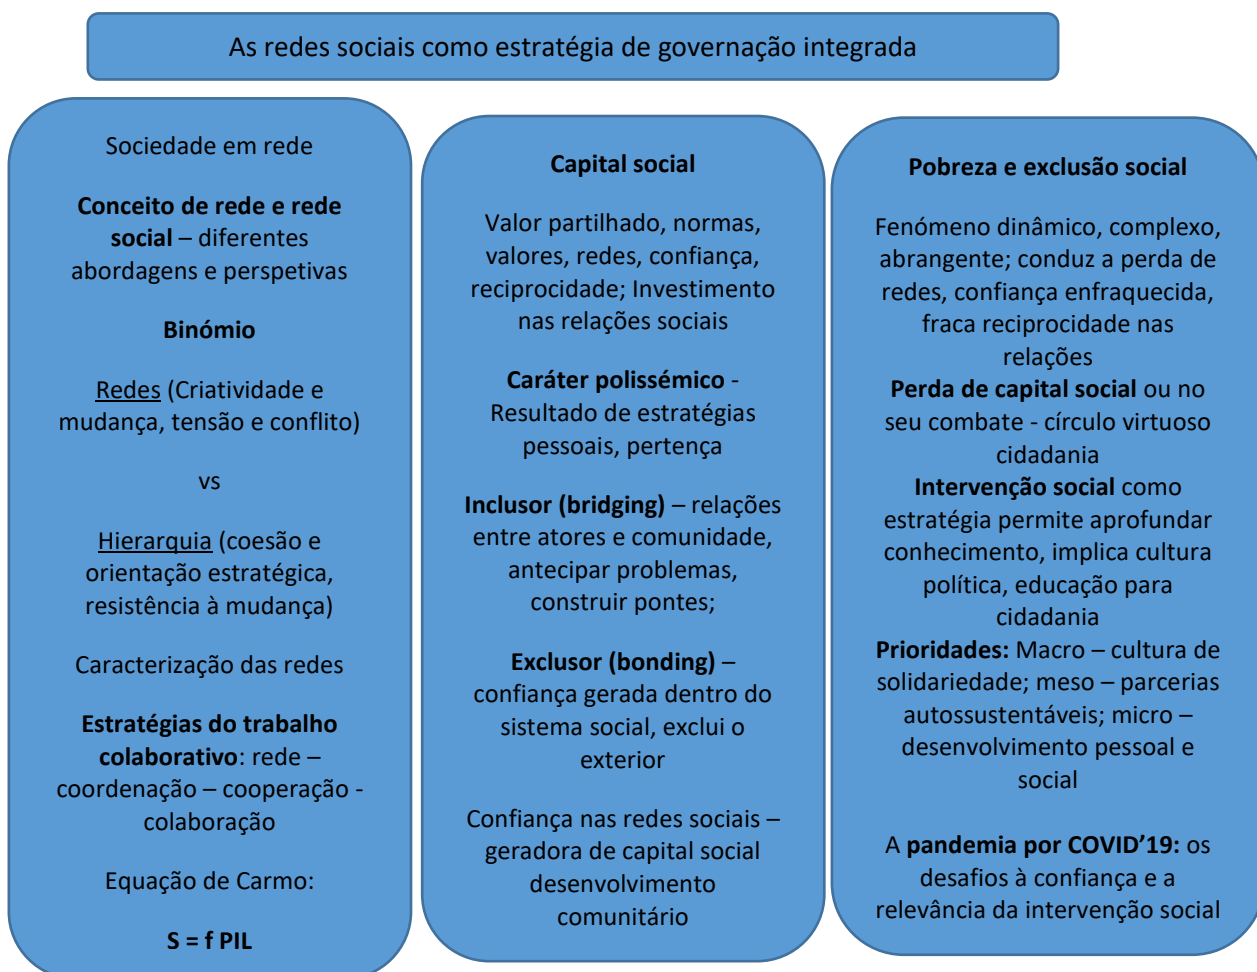 As redes sociais como estratégia de governação integrada
Sociedade em rede
Conceito de rede e rede
social – diferentes
abordagens e perspetivas
Binómio
Redes (Criatividade e
mudança, tensão e conflito)
vs
Hierarquia (coesão e
orientação estratégica,
resistência à mudança)
Caracterização das redes
Estratégias do trabalho
colaborativo: rede –
coordenação – cooperação -
colaboração
Equação de Carmo:
S = f PIL
Capital social
Valor partilhado, normas,
valores, redes, confiança,
reciprocidade; Investimento
nas relações sociais
Caráter polissémico -
Resultado de estratégias
pessoais, pertença
Inclusor (bridging) – relações
entre atores e comunidade,
antecipar problemas,
construir pontes;
Exclusor (bonding) –
confiança gerada dentro do
sistema social, exclui o
exterior
Confiança nas redes sociais –
geradora de capital social
desenvolvimento
comunitário
Pobreza e exclusão social
Fenómeno dinâmico, complexo,
abrangente; conduz a perda de
redes, confiança enfraquecida,
fraca reciprocidade nas
relações
Perda de capital social ou no
seu combate - círculo virtuoso
cidadania
Intervenção social como
estratégia permite aprofundar
conhecimento, implica cultura
política, educação para
cidadania
Prioridades: Macro – cultura de
solidariedade; meso – parcerias
autossustentáveis; micro –
desenvolvimento pessoal e
social
A pandemia por COVID’19: os
desafios à confiança e a
relevância da intervenção social